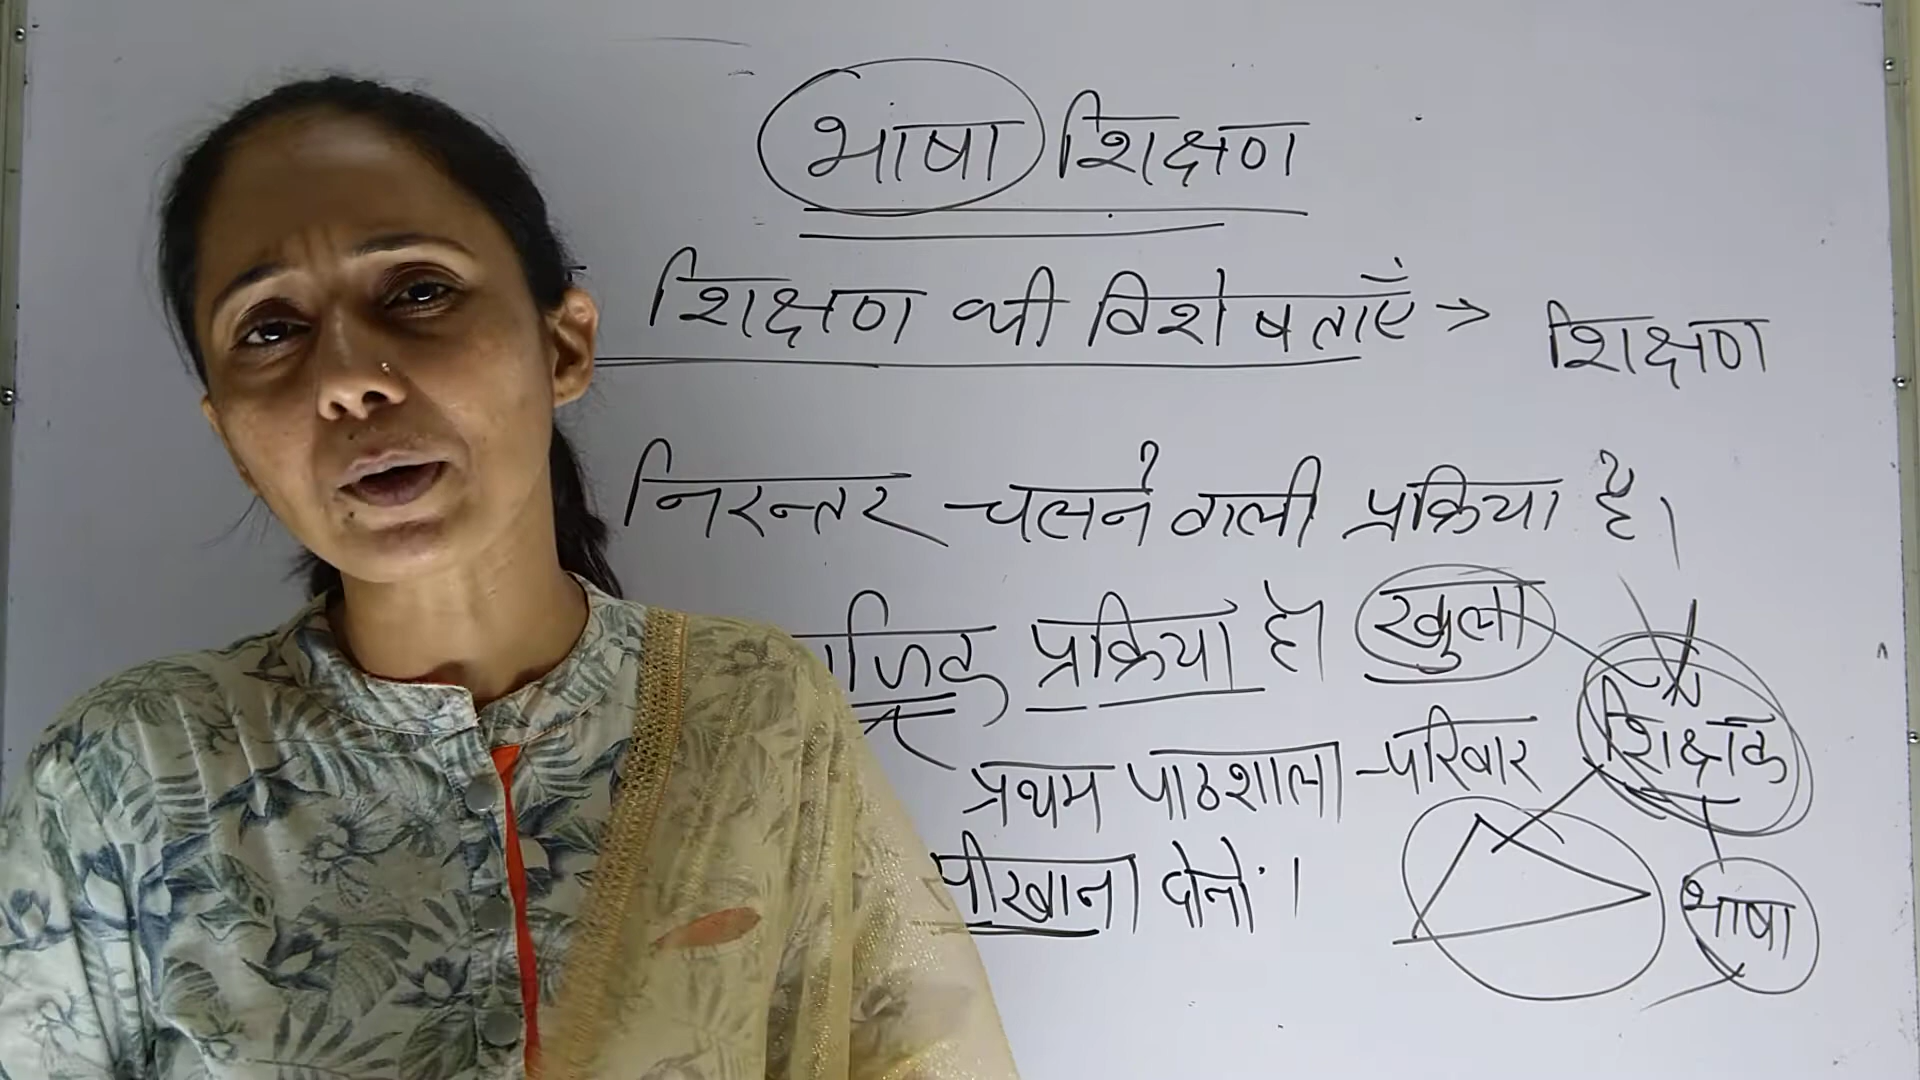 भाषा शिक्षण
शिक्षण की विशेषताएँ → शिक्षण
निरन्तर चलने वाली प्रक्रिया है।
प्रक्रिया है। खुला
शिक्षक
प्रथम पाठशाला - परिवार
दोनों।
भाषा